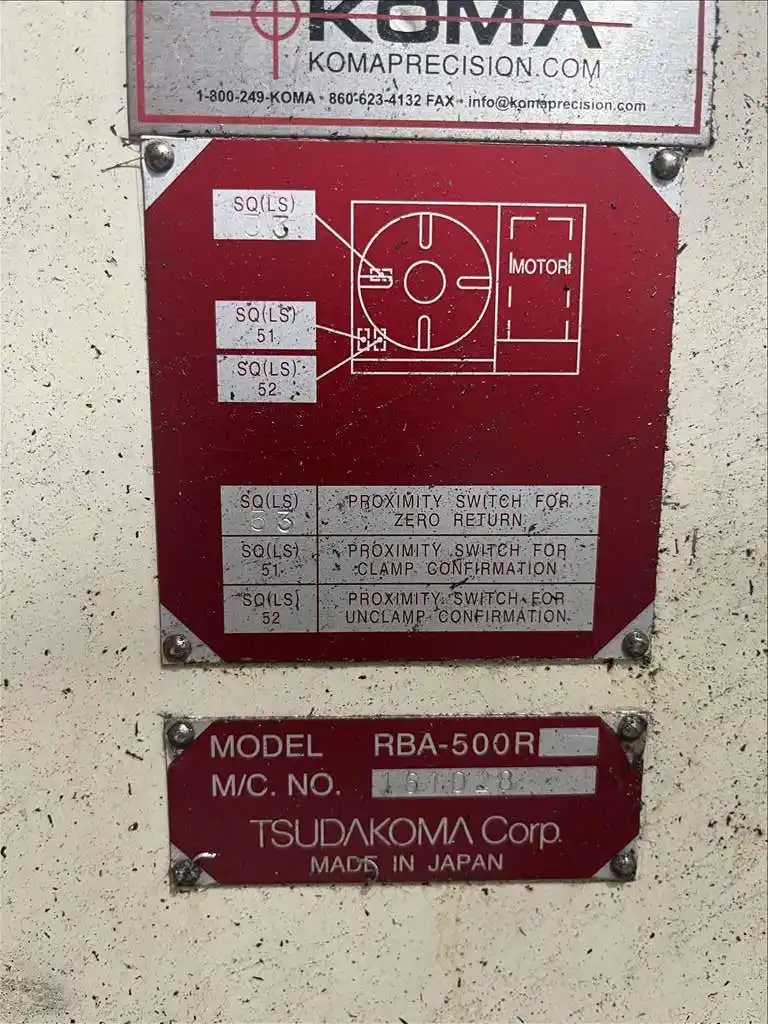 KOMA
KOMAPRECISION.COM
1-800-249-KOMA • 860-623-4132 FAX • info@komaprecision.com
SQ(LS)
53
MOTOR
SQ(LS)
51
SQ(LS)
52
SQ(LS) PROXIMITY SWITCH FOR
53 ZERO RETURN
SQ(LS) PROXIMITY SWITCH FOR
51 CLAMP CONFIRMATION
SQ(LS) PROXIMITY SWITCH FOR
52 UNCLAMP CONFIRMATION
MODEL RBA-500R
M/C. NO.
TSUDAKOMA Corp.
MADE IN JAPAN